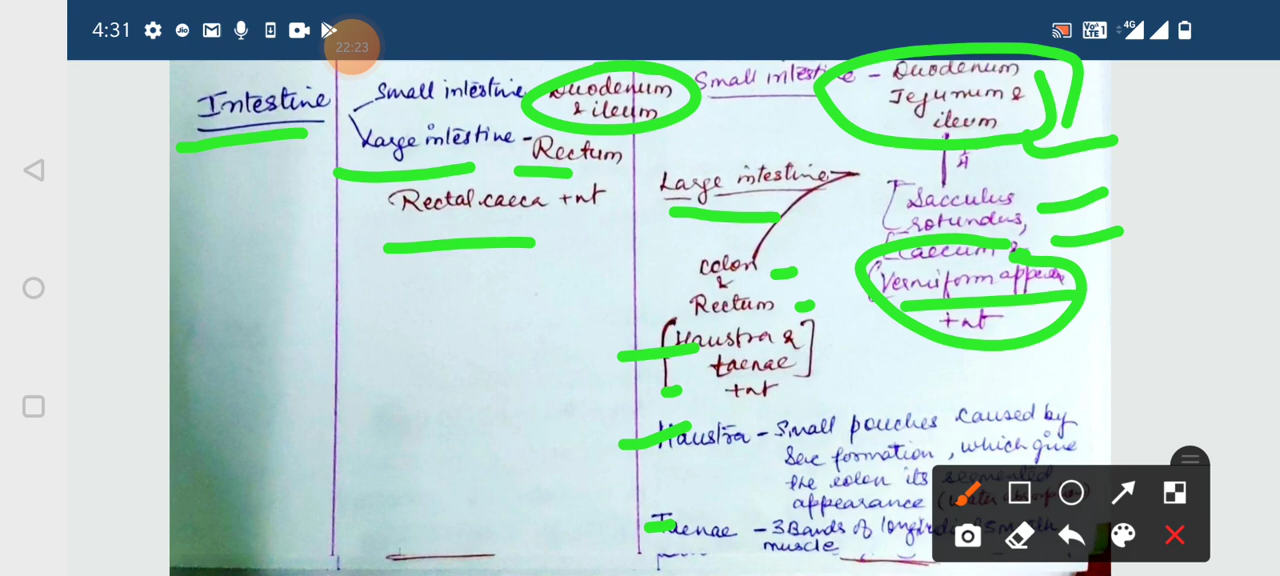 4:31
22:23
4G
Intestine
Small intestine
Duodenum
& ileum
Large intestine - Rectum
Rectal caeca +nt
Small intestine - Duodenum
Jejunum &
ileum
Sacculus
rotundus,
Caecum &
Vermiform
+nt
Large intestine
Colon
&
Rectum
[Haustra &
taenae]
+nt
Haustra - Small pouches caused by
Sac formation, which give
the colon its segmented
appearance
Taenae - 3 Bands of
muscle